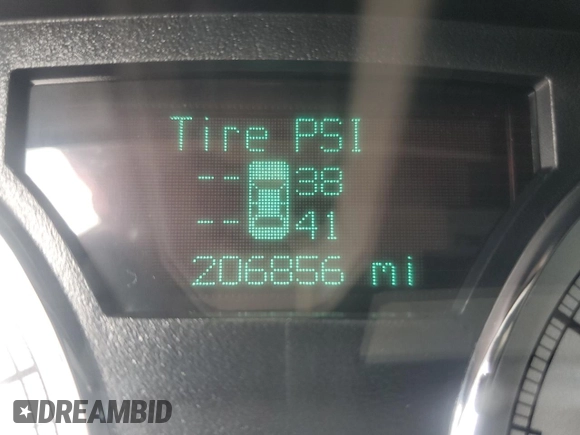 Tire PSI
-- 38
-- 41
206856 mi
DREAMBID